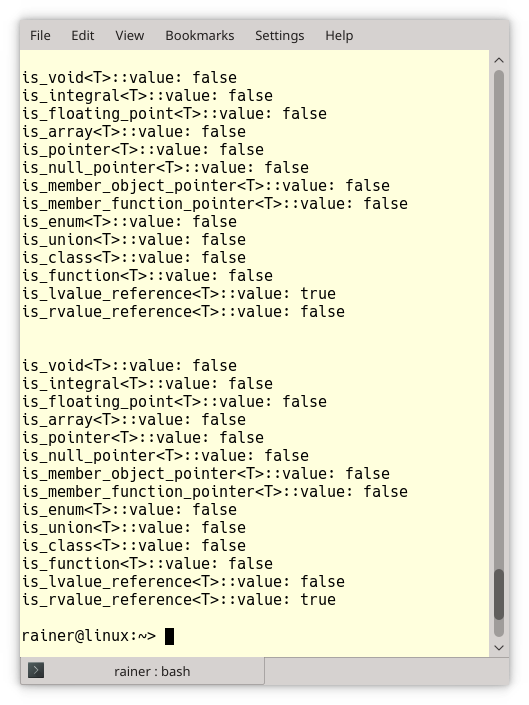 File Edit View Bookmarks Settings Help
is_void<T>::value: false
is_integral<T>::value: false
is_floating_point<T>::value: false
is_array<T>::value: false
is_pointer<T>::value: false
is_null_pointer<T>::value: false
is_member_object_pointer<T>::value: false
is_member_function_pointer<T>::value: false
is_enum<T>::value: false
is_union<T>::value: false
is_class<T>::value: false
is_function<T>::value: false
is_lvalue_reference<T>::value: true
is_rvalue_reference<T>::value: false
is_void<T>::value: false
is_integral<T>::value: false
is_floating_point<T>::value: false
is_array<T>::value: false
is_pointer<T>::value: false
is_null_pointer<T>::value: false
is_member_object_pointer<T>::value: false
is_member_function_pointer<T>::value: false
is_enum<T>::value: false
is_union<T>::value: false
is_class<T>::value: false
is_function<T>::value: false
is_lvalue_reference<T>::value: false
is_rvalue_reference<T>::value: true
rainer@linux:~>
rainer : bash